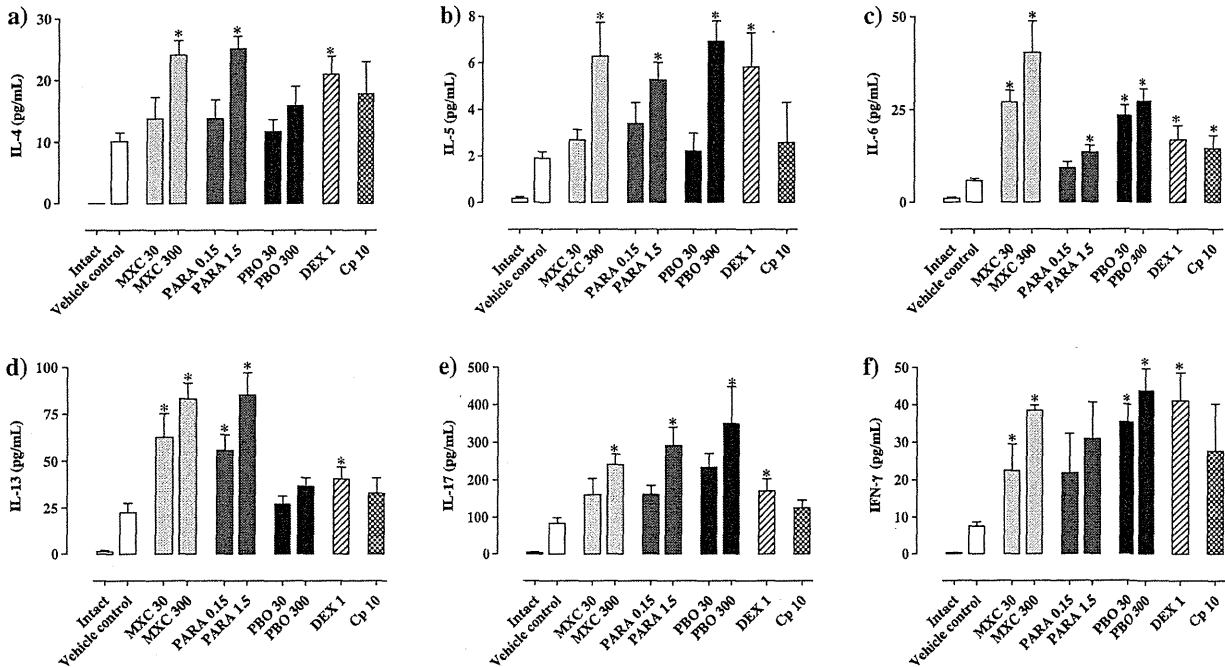 a)
IL-4 (pg/mL)
30
20
10
0
*
*
*
Intact
Vehicle control
MXC 30
MXC 300
PARA 0.15
PARA 1.5
PBO 30
PBO 300
DEX 1
Cp 10
b)
IL-5 (pg/mL)
8
6
4
2
0
*
*
*
*
Intact
Vehicle control
MXC 30
MXC 300
PARA 0.15
PARA 1.5
PBO 30
PBO 300
DEX 1
Cp 10
c)
IL-6 (pg/mL)
50
25
0
*
*
*
*
*
*
*
Intact
Vehicle control
MXC 30
MXC 300
PARA 0.15
PARA 1.5
PBO 30
PBO 300
DEX 1
Cp 10
d)
IL-13 (pg/mL)
100
75
50
25
0
*
*
*
*
*
Intact
Vehicle control
MXC 30
MXC 300
PARA 0.15
PARA 1.5
PBO 30
PBO 300
DEX 1
Cp 10
e)
IL-17 (pg/mL)
500
400
300
200
100
0
*
*
*
*
Intact
Vehicle control
MXC 30
MXC 300
PARA 0.15
PARA 1.5
PBO 30
PBO 300
DEX 1
Cp 10
f)
IFN-γ (pg/mL)
50
40
30
20
10
0
*
*
*
*
*
Intact
Vehicle control
MXC 30
MXC 300
PARA 0.15
PARA 1.5
PBO 30
PBO 300
DEX 1
Cp 10